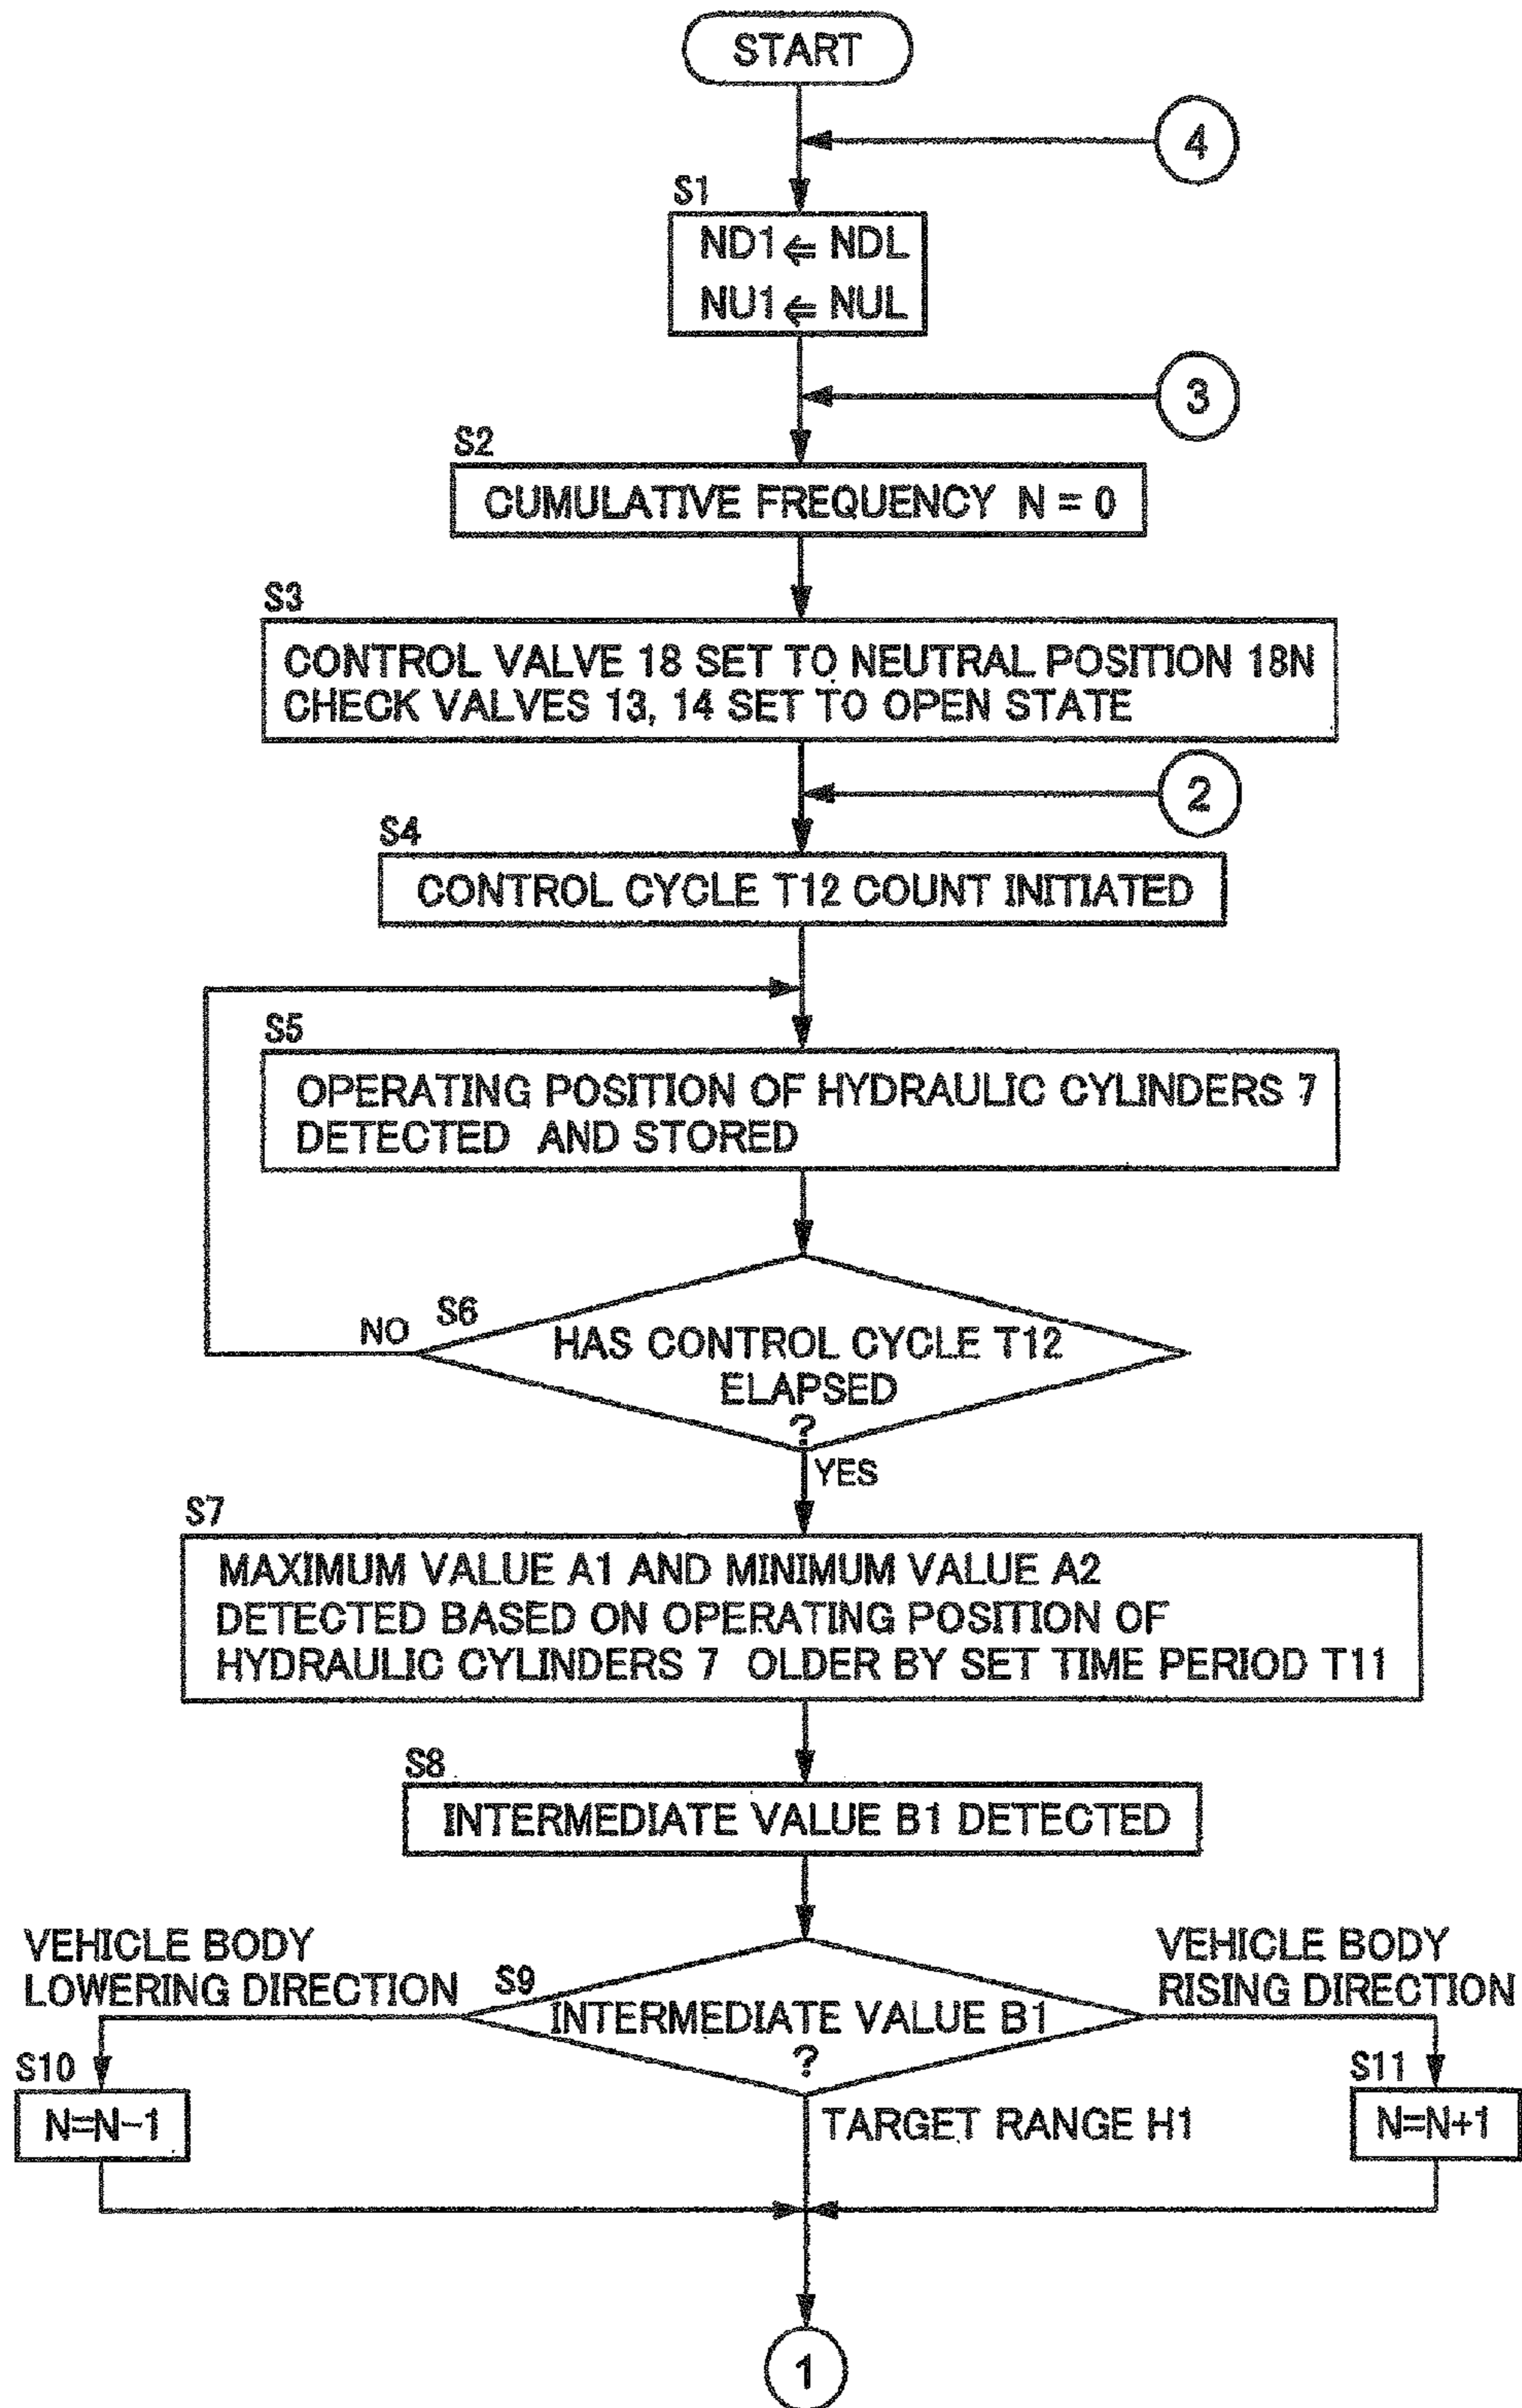 START
4
S1
ND1⇐ NDL
NU1⇐ NUL
3
S2
CUMULATIVE FREQUENCY N = 0
S3
CONTROL VALVE 18 SET TO NEUTRAL POSITION 18N
CHECK VALVES 13, 14 SET TO OPEN STATE
2
S4
CONTROL CYCLE T12 COUNT INITIATED
S5
OPERATING POSITION OF HYDRAULIC CYLINDERS 7
DETECTED AND STORED
S6
NO
HAS CONTROL CYCLE T12
ELAPSED
?
YES
S7
MAXIMUM VALUE A1 AND MINIMUM VALUE A2
DETECTED BASED ON OPERATING POSITION OF
HYDRAULIC CYLINDERS 7 OLDER BY SET TIME PERIOD T11
S8
INTERMEDIATE VALUE B1 DETECTED
VEHICLE BODY
LOWERING DIRECTION
S9
INTERMEDIATE VALUE B1
?
VEHICLE BODY
RISING DIRECTION
S10
N=N-1
TARGET RANGE H1
S11
N=N+1
1